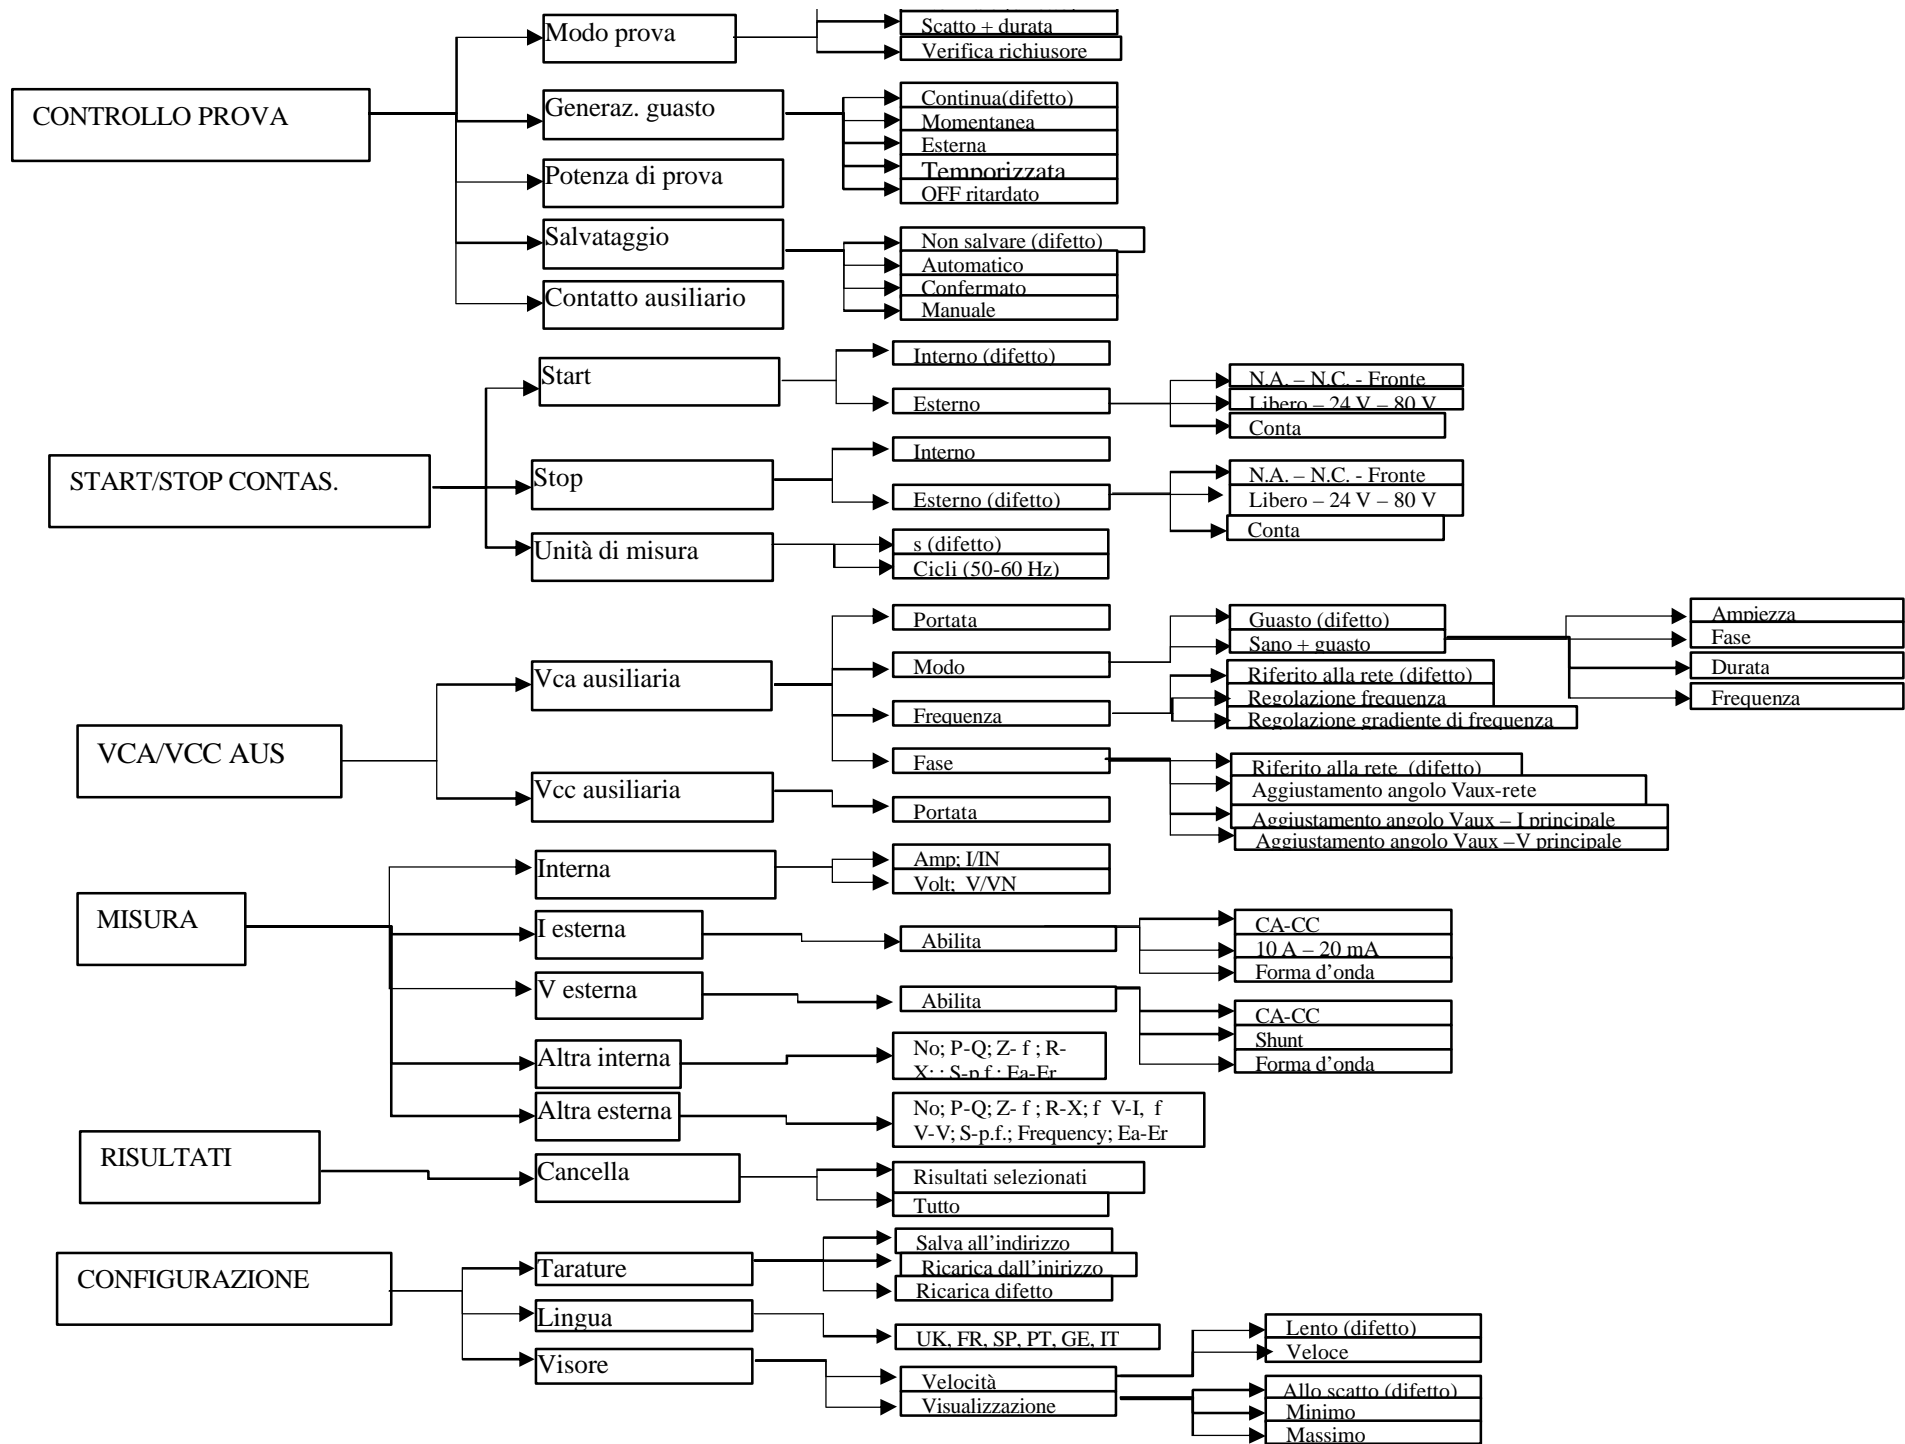 Modo prova
Scatto + durata
Verifica richiusore
CONTROLLO PROVA
Generaz. guasto
Continua(difetto)
Momentanea
Esterna
Temporizzata
OFF ritardato
Potenza di prova
Salvataggio
Non salvare (difetto)
Automatico
Confermato
Manuale
Contatto ausiliario
START/STOP CONTAS.
Start
Interno (difetto)
Esterno
N.A. – N.C. - Fronte
Libero – 24 V – 80 V
Conta
Stop
Interno
Esterno (difetto)
N.A. – N.C. - Fronte
Libero – 24 V – 80 V
Conta
Unità di misura
s (difetto)
Cicli (50-60 Hz)
VCA/VCC AUS
Vca ausiliaria
Portata
Modo
Guasto (difetto)
Sano + guasto
Ampiezza
Fase
Durata
Frequenza
Frequenza
Riferito alla rete (difetto)
Regolazione frequenza
Regolazione gradiente di frequenza
Fase
Riferito alla rete  (difetto)
Aggiustamento angolo Vaux-rete
Aggiustamento angolo Vaux – I principale
Aggiustamento angolo Vaux –V principale
Vcc ausiliaria
Portata
MISURA
Interna
Amp; I/IN
Volt;  V/VN
I esterna
Abilita
CA-CC
10 A – 20 mA
Forma d’onda
V esterna
Abilita
CA-CC
Shunt
Forma d’onda
Altra interna
No; P-Q; Z- f ; R-
X; ; S-p.f.; Ea-Er
Altra esterna
No; P-Q; Z- f ; R-X; f  V-I,  f
V-V; S-p.f.; Frequency; Ea-Er
RISULTATI
Cancella
Risultati selezionati
Tutto
CONFIGURAZIONE
Tarature
Salva all’indirizzo
Ricarica dall’inirizzo
Ricarica difetto
Lingua
UK, FR, SP, PT, GE, IT
Visore
Velocità
Lento (difetto)
Veloce
Visualizzazione
Allo scatto (difetto)
Minimo
Massimo